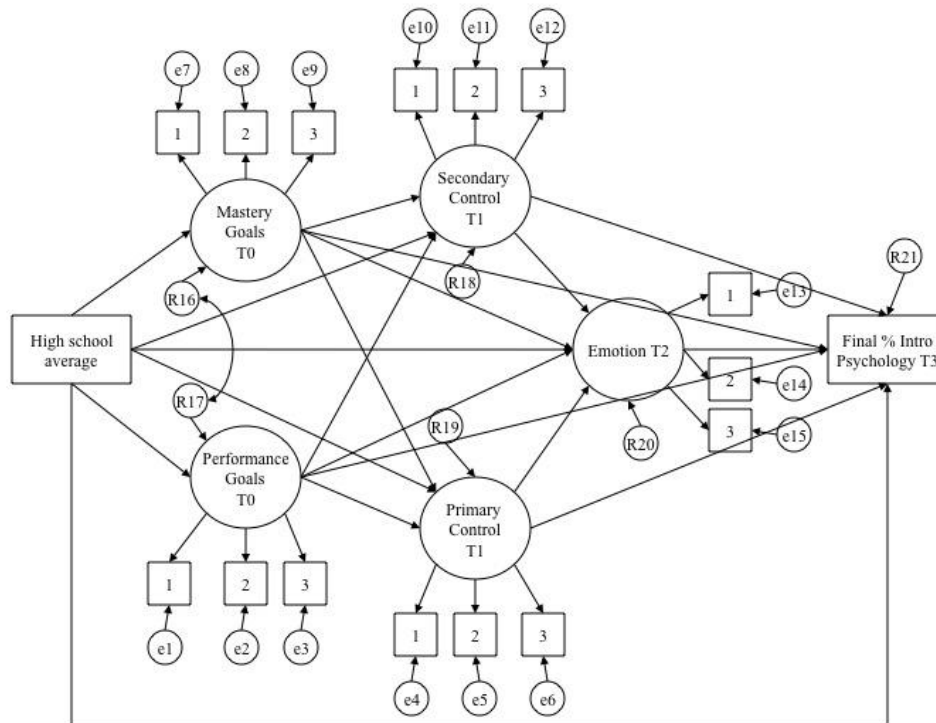 e10
e11
e12
e7
e8
e9
1
2
3
1
2
3
Secondary
Control
T1
Mastery
Goals
T0
R16
R18
R21
1
e13
High school
average
Emotion T2
Final % Intro
Psychology T3
2
e14
R17
R19
R20
3
e15
Performance
Goals
T0
Primary
Control
T1
1
2
3
1
2
3
e1
e2
e3
e4
e5
e6